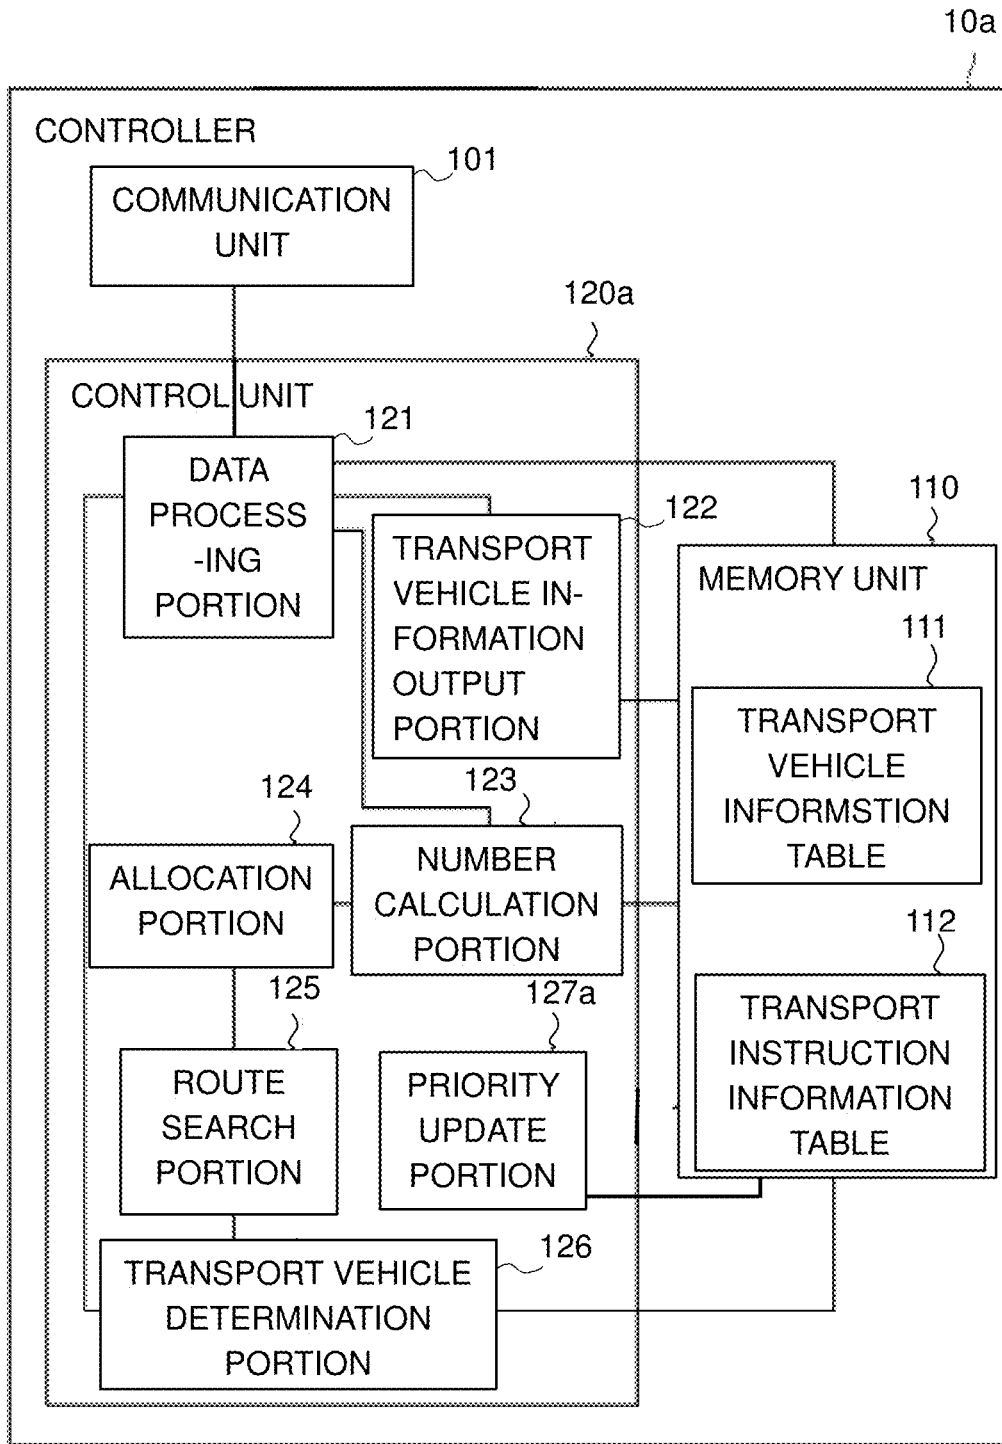 10a
CONTROLLER
101
COMMUNICATION
UNIT
120a
CONTROL UNIT
121
DATA
PROCESS
-ING
PORTION
122
TRANSPORT
VEHICLE IN-
FORMATION
OUTPUT
PORTION
110
MEMORY UNIT
111
TRANSPORT
VEHICLE
INFORMSTION
TABLE
124
ALLOCATION
PORTION
123
NUMBER
CALCULATION
PORTION
112
TRANSPORT
INSTRUCTION
INFORMATION
TABLE
125
ROUTE
SEARCH
PORTION
127a
PRIORITY
UPDATE
PORTION
126
TRANSPORT VEHICLE
DETERMINATION
PORTION